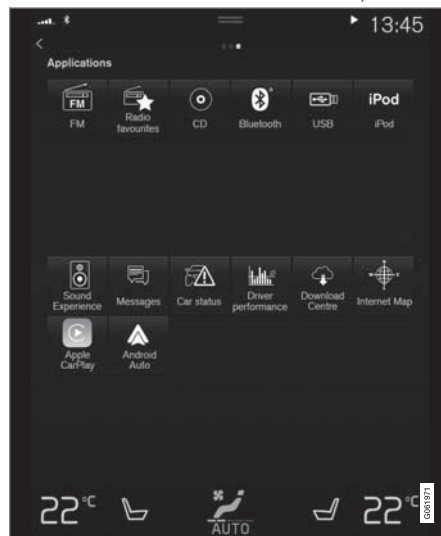 13:45
Applications
FM
FM
Radio
favourites
CD
Bluetooth
USB
iPod
iPod
Sound
Experience
Messages
Car status
Driver
performance
Download
Centre
Internet Map
Apple
CarPlay
Android
Auto
22°C
AUTO
22°C
G061971